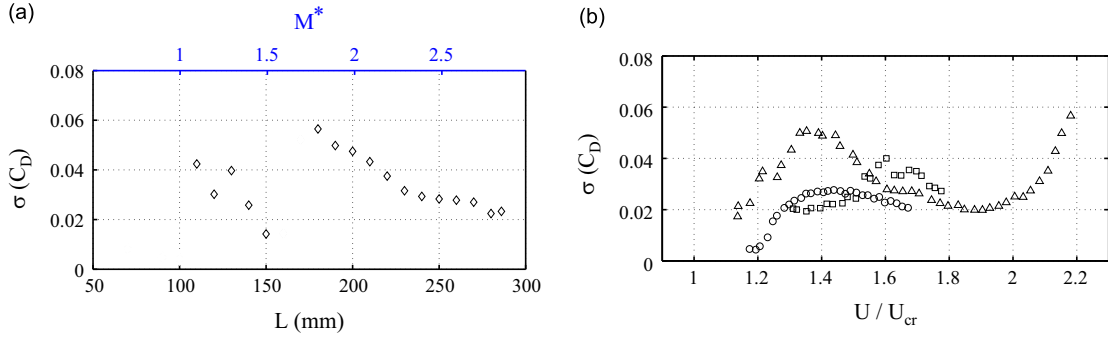 (a)
M*
1 1.5 2 2.5
0.08
0.06
0.04
0.02
0
σ (C_D)
50 100 150 200 250 300
L (mm)
(b)
0.08
0.06
0.04
0.02
0
σ (C_D)
1 1.2 1.4 1.6 1.8 2 2.2
U / U_cr